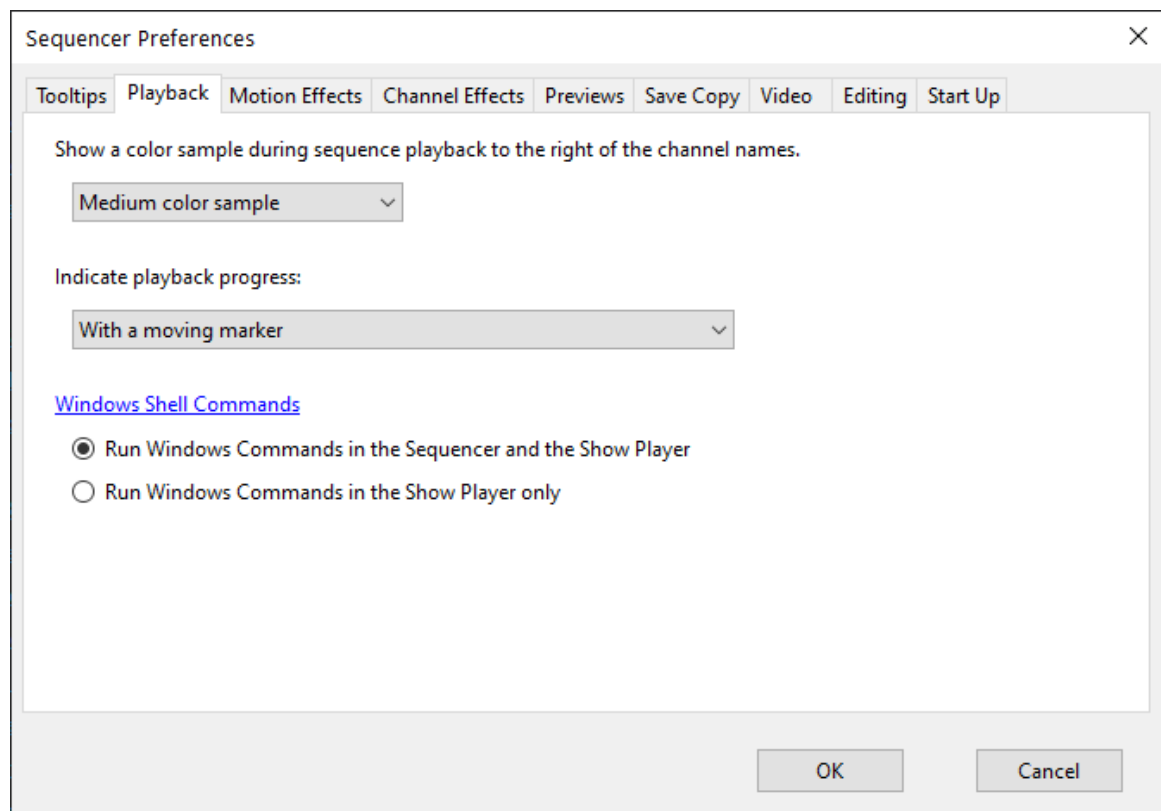 Sequencer Preferences
Tooltips Playback Motion Effects Channel Effects Previews Save Copy Video Editing Start Up
Show a color sample during sequence playback to the right of the channel names.
Medium color sample
Indicate playback progress:
With a moving marker
Windows Shell Commands
Run Windows Commands in the Sequencer and the Show Player
Run Windows Commands in the Show Player only
OK Cancel